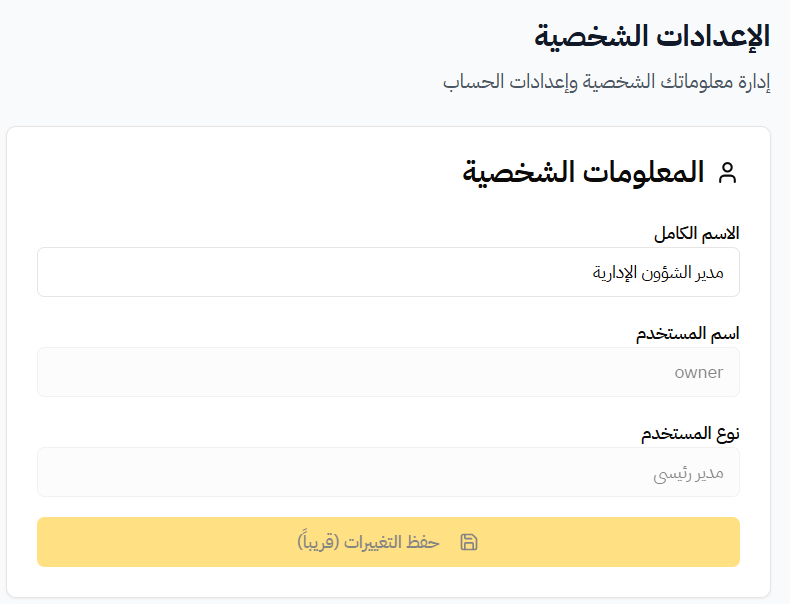 الإعدادات الشخصية
إدارة معلوماتك الشخصية وإعدادات الحساب
المعلومات الشخصية
الاسم الكامل
مدير الشؤون الإدارية
اسم المستخدم
owner
نوع المستخدم
مدير رئيسي
حفظ التغييرات (قريباً)